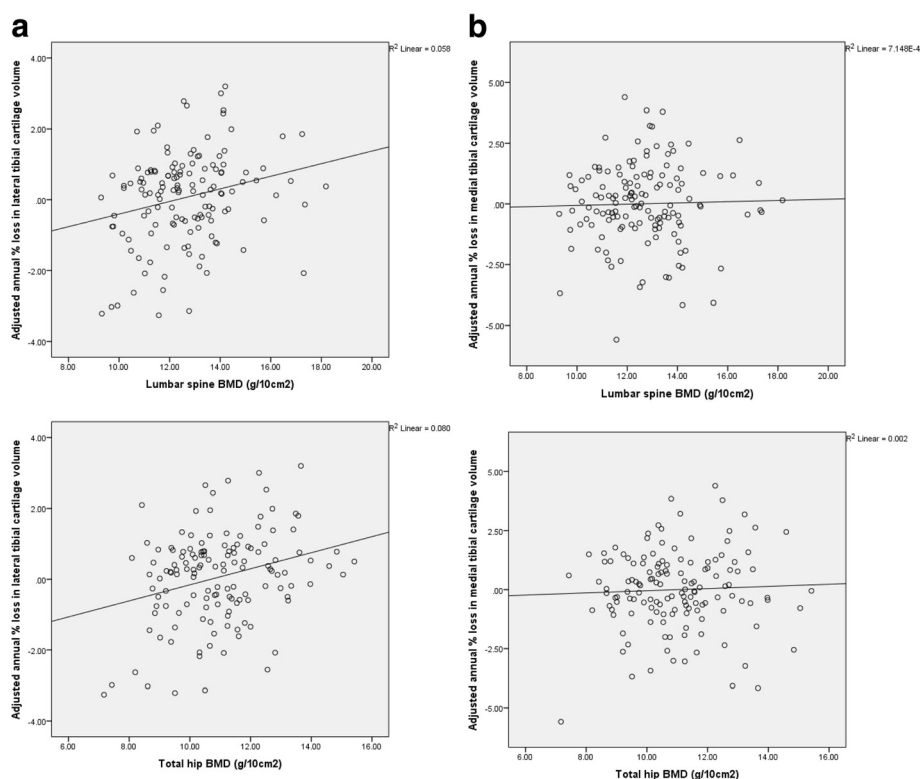 a
R2 Linear = 0.058
Adjusted annual % loss in lateral tibial cartilage volume
4.00
2.00
.00
-2.00
-4.00
8.00 10.00 12.00 14.00 16.00 18.00 20.00
Lumbar spine BMD (g/10cm2)
b
R2 Linear = 7.148E-4
Adjusted annual % loss in medial tibial cartilage volume
5.00
2.50
.00
-2.50
-5.00
8.00 10.00 12.00 14.00 16.00 18.00 20.00
Lumbar spine BMD (g/10cm2)
R2 Linear = 0.080
Adjusted annual % loss in lateral tibial cartilage volume
4.00
2.00
.00
-2.00
-4.00
6.00 8.00 10.00 12.00 14.00 16.00
Total hip BMD (g/10cm2)
R2 Linear = 0.002
Adjusted annual % loss in medial tibial cartilage volume
5.00
2.50
.00
-2.50
-5.00
6.00 8.00 10.00 12.00 14.00 16.00
Total hip BMD (g/10cm2)